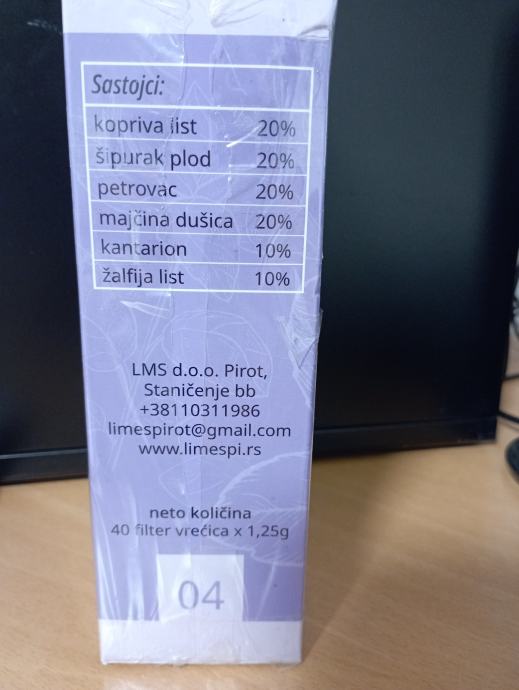 Sastojci:
kopriva list 20%
šipurak plod 20%
petrovac 20%
majčina dušica 20%
kantarion 10%
žalfija list 10%
LMS d.o.o. Pirot,
Staničenje bb
+38110311986
limespirot@gmail.com
www.limespi.rs
neto količina
40 filter vrećica x 1,25g
04